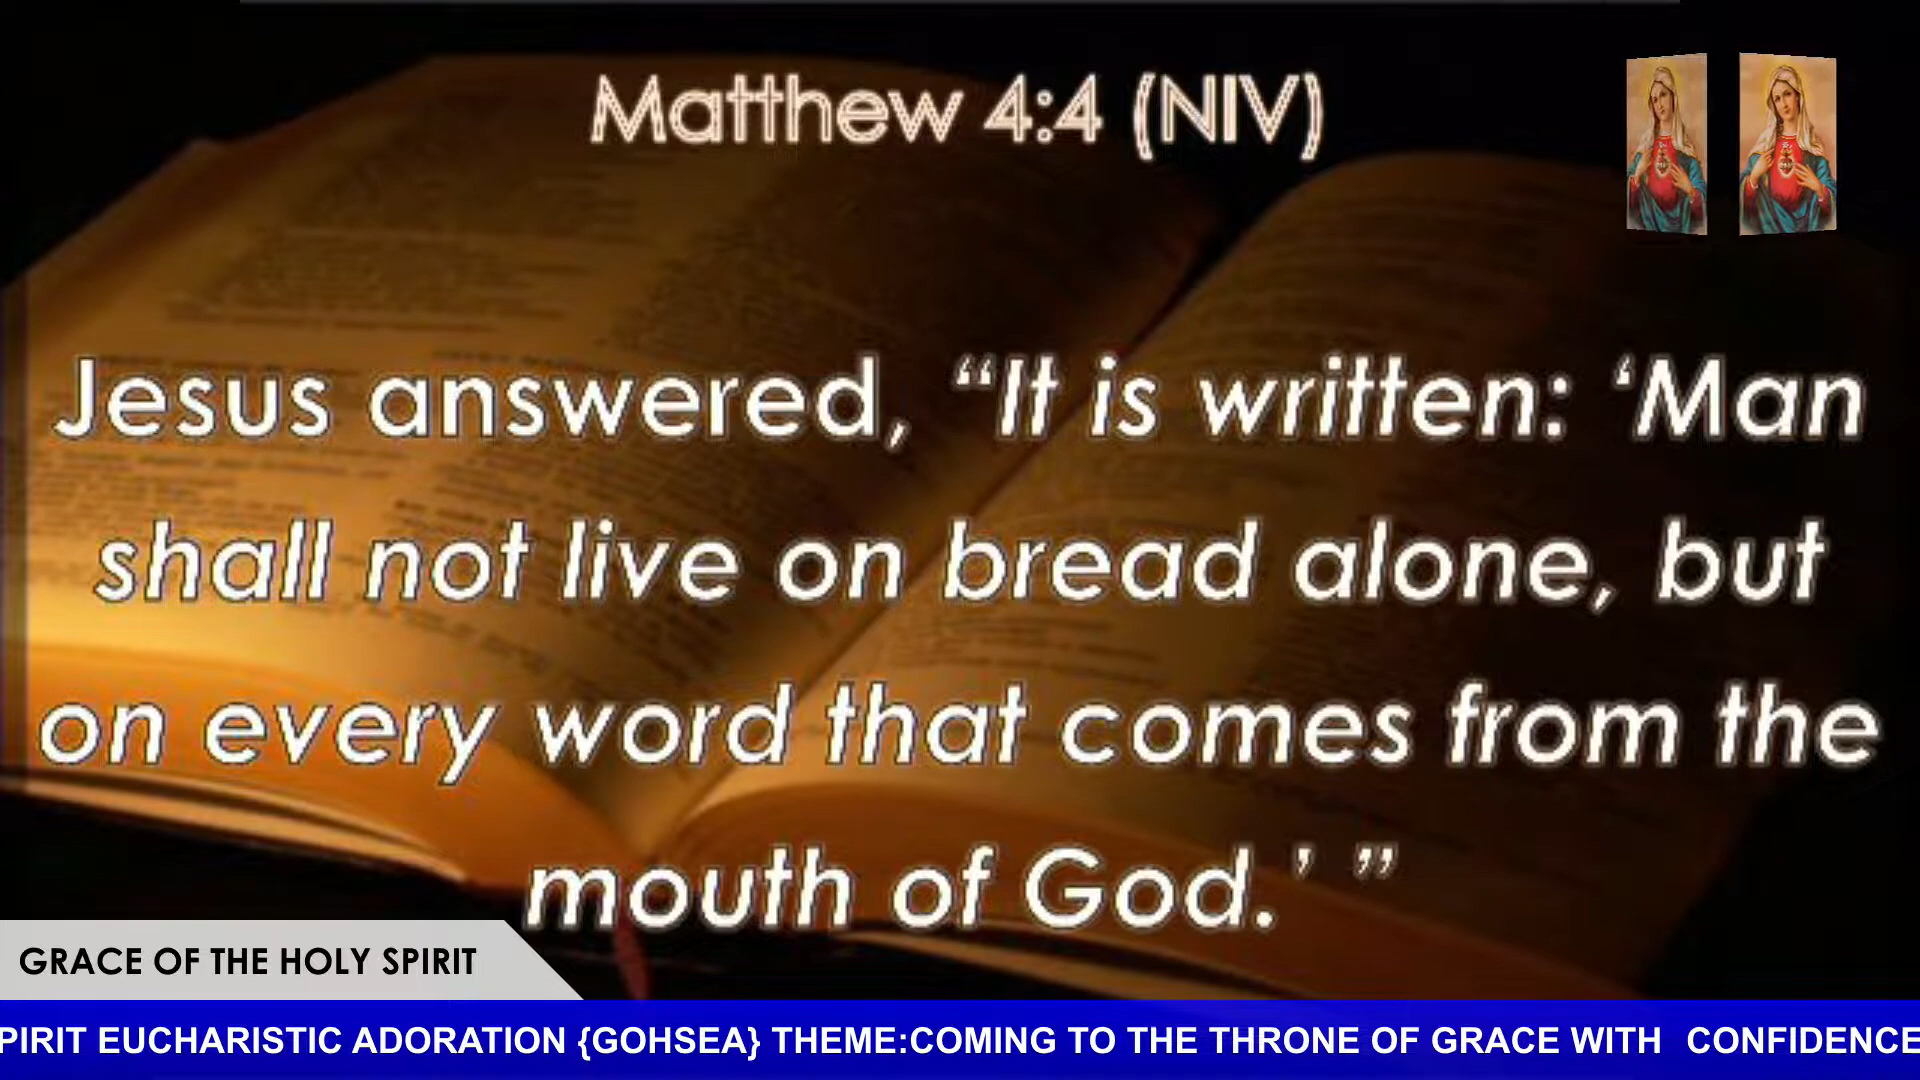 Matthew 4:4 (NIV)
Jesus answered, “It is written: ‘Man
shall not live on bread alone, but
on every word that comes from the
mouth of God.’ ”
GRACE OF THE HOLY SPIRIT
PIRIT EUCHARISTIC ADORATION {GOHSEA} THEME:COMING TO THE THRONE OF GRACE WITH CONFIDENCE